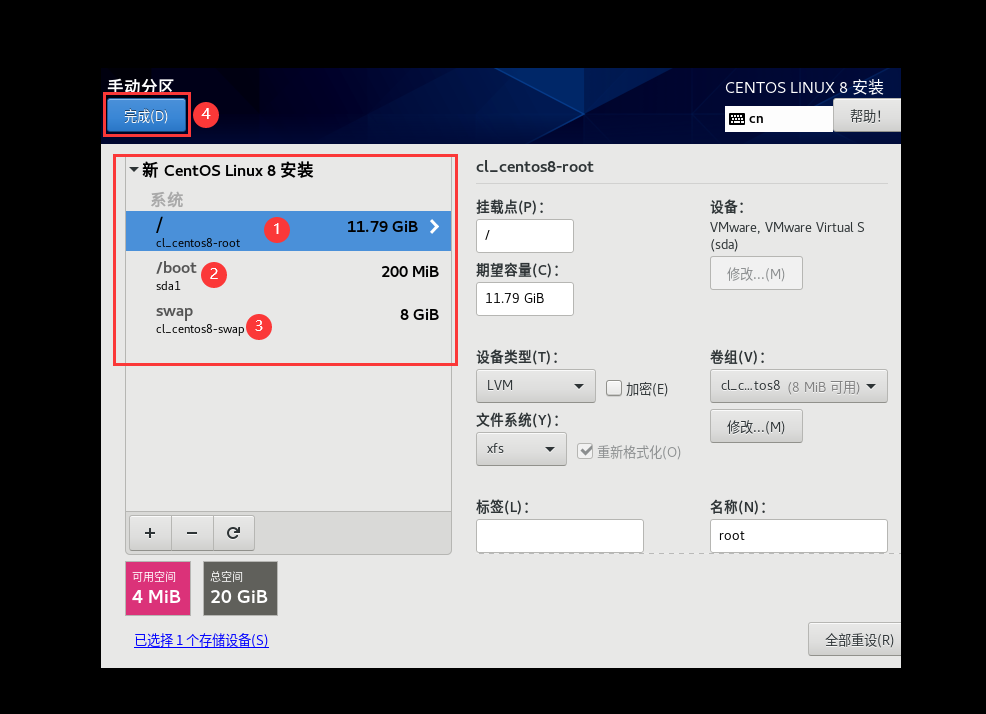 手动分区
CENTOS LINUX 8 安装
完成(D)
4
cn
帮助!
新 CentOS Linux 8 安装
系统
/
cl_centos8-root
1
11.79 GiB
/boot
sda1
2
200 MiB
swap
cl_centos8-swap
3
8 GiB
cl_centos8-root
挂载点(P)：
/
设备：
VMware, VMware Virtual S
(sda)
修改...(M)
期望容量(C)：
11.79 GiB
设备类型(T)：
LVM
加密(E)
卷组(V)：
cl_c...tos8 (8 MiB 可用)
修改...(M)
文件系统(Y)：
xfs
重新格式化(O)
标签(L)：
名称(N)：
root
+
−
可用空间
4 MiB
总空间
20 GiB
已选择 1 个存储设备(S)
全部重设(R)